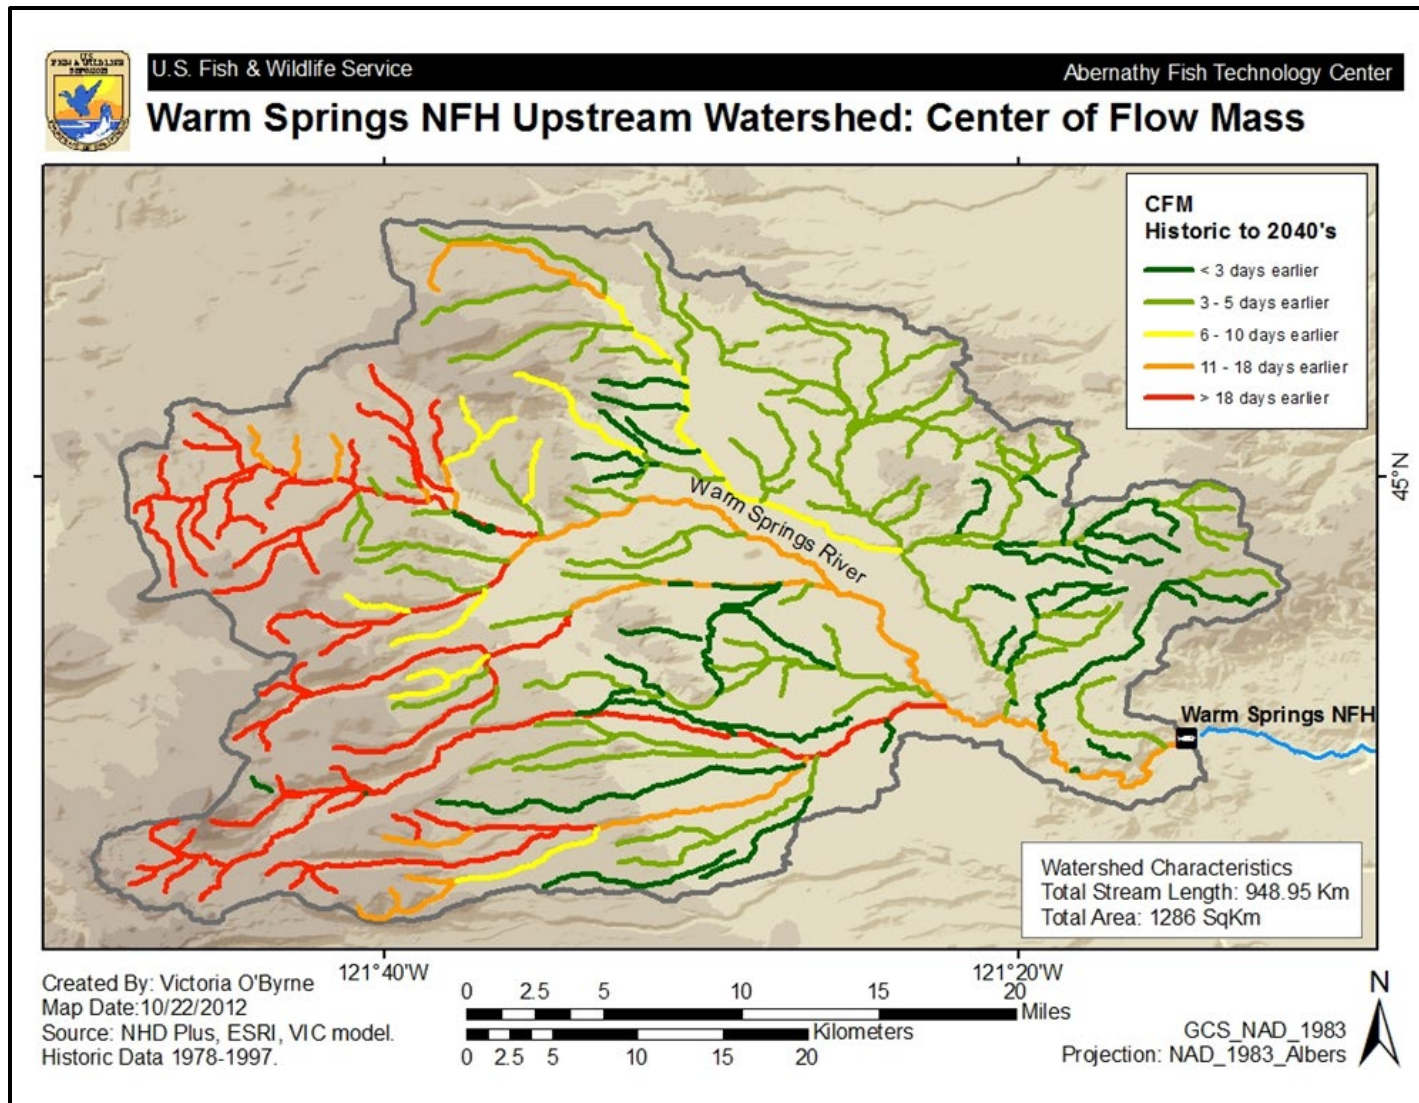 U.S.
FISH & WILDLIFE
SERVICE
U.S. Fish & Wildlife Service
Abernathy Fish Technology Center
Warm Springs NFH Upstream Watershed: Center of Flow Mass
CFM
Historic to 2040's
< 3 days earlier
3 - 5 days earlier
6 - 10 days earlier
11 - 18 days earlier
> 18 days earlier
45°N
Warm Springs River
Warm Springs NFH
Watershed Characteristics
Total Stream Length: 948.95 Km
Total Area: 1286 SqKm
121°40'W
121°20'W
Created By: Victoria O'Byrne
Map Date:10/22/2012
Source: NHD Plus, ESRI, VIC model.
Historic Data 1978-1997.
0 2.5 5 10 15 20
Miles
Kilometers
0 2.5 5 10 15 20
N
GCS_NAD_1983
Projection: NAD_1983_Albers